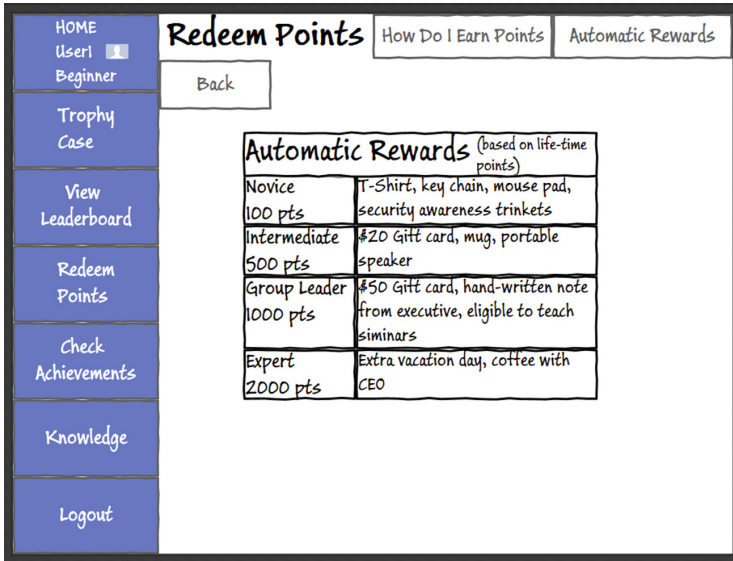 HOME
User1
Beginner
Trophy
Case
View
Leaderboard
Redeem
Points
Check
Achievements
Knowledge
Logout
Redeem Points
How Do I Earn Points
Automatic Rewards
Back
Automatic Rewards (based on life-time
points)
Novice
100 pts
T-Shirt, key chain, mouse pad,
security awareness trinkets
Intermediate
500 pts
$20 Gift card, mug, portable
speaker
Group Leader
1000 pts
$50 Gift card, hand-written note
from executive, eligible to teach
siminars
Expert
2000 pts
Extra vacation day, coffee with
CEO